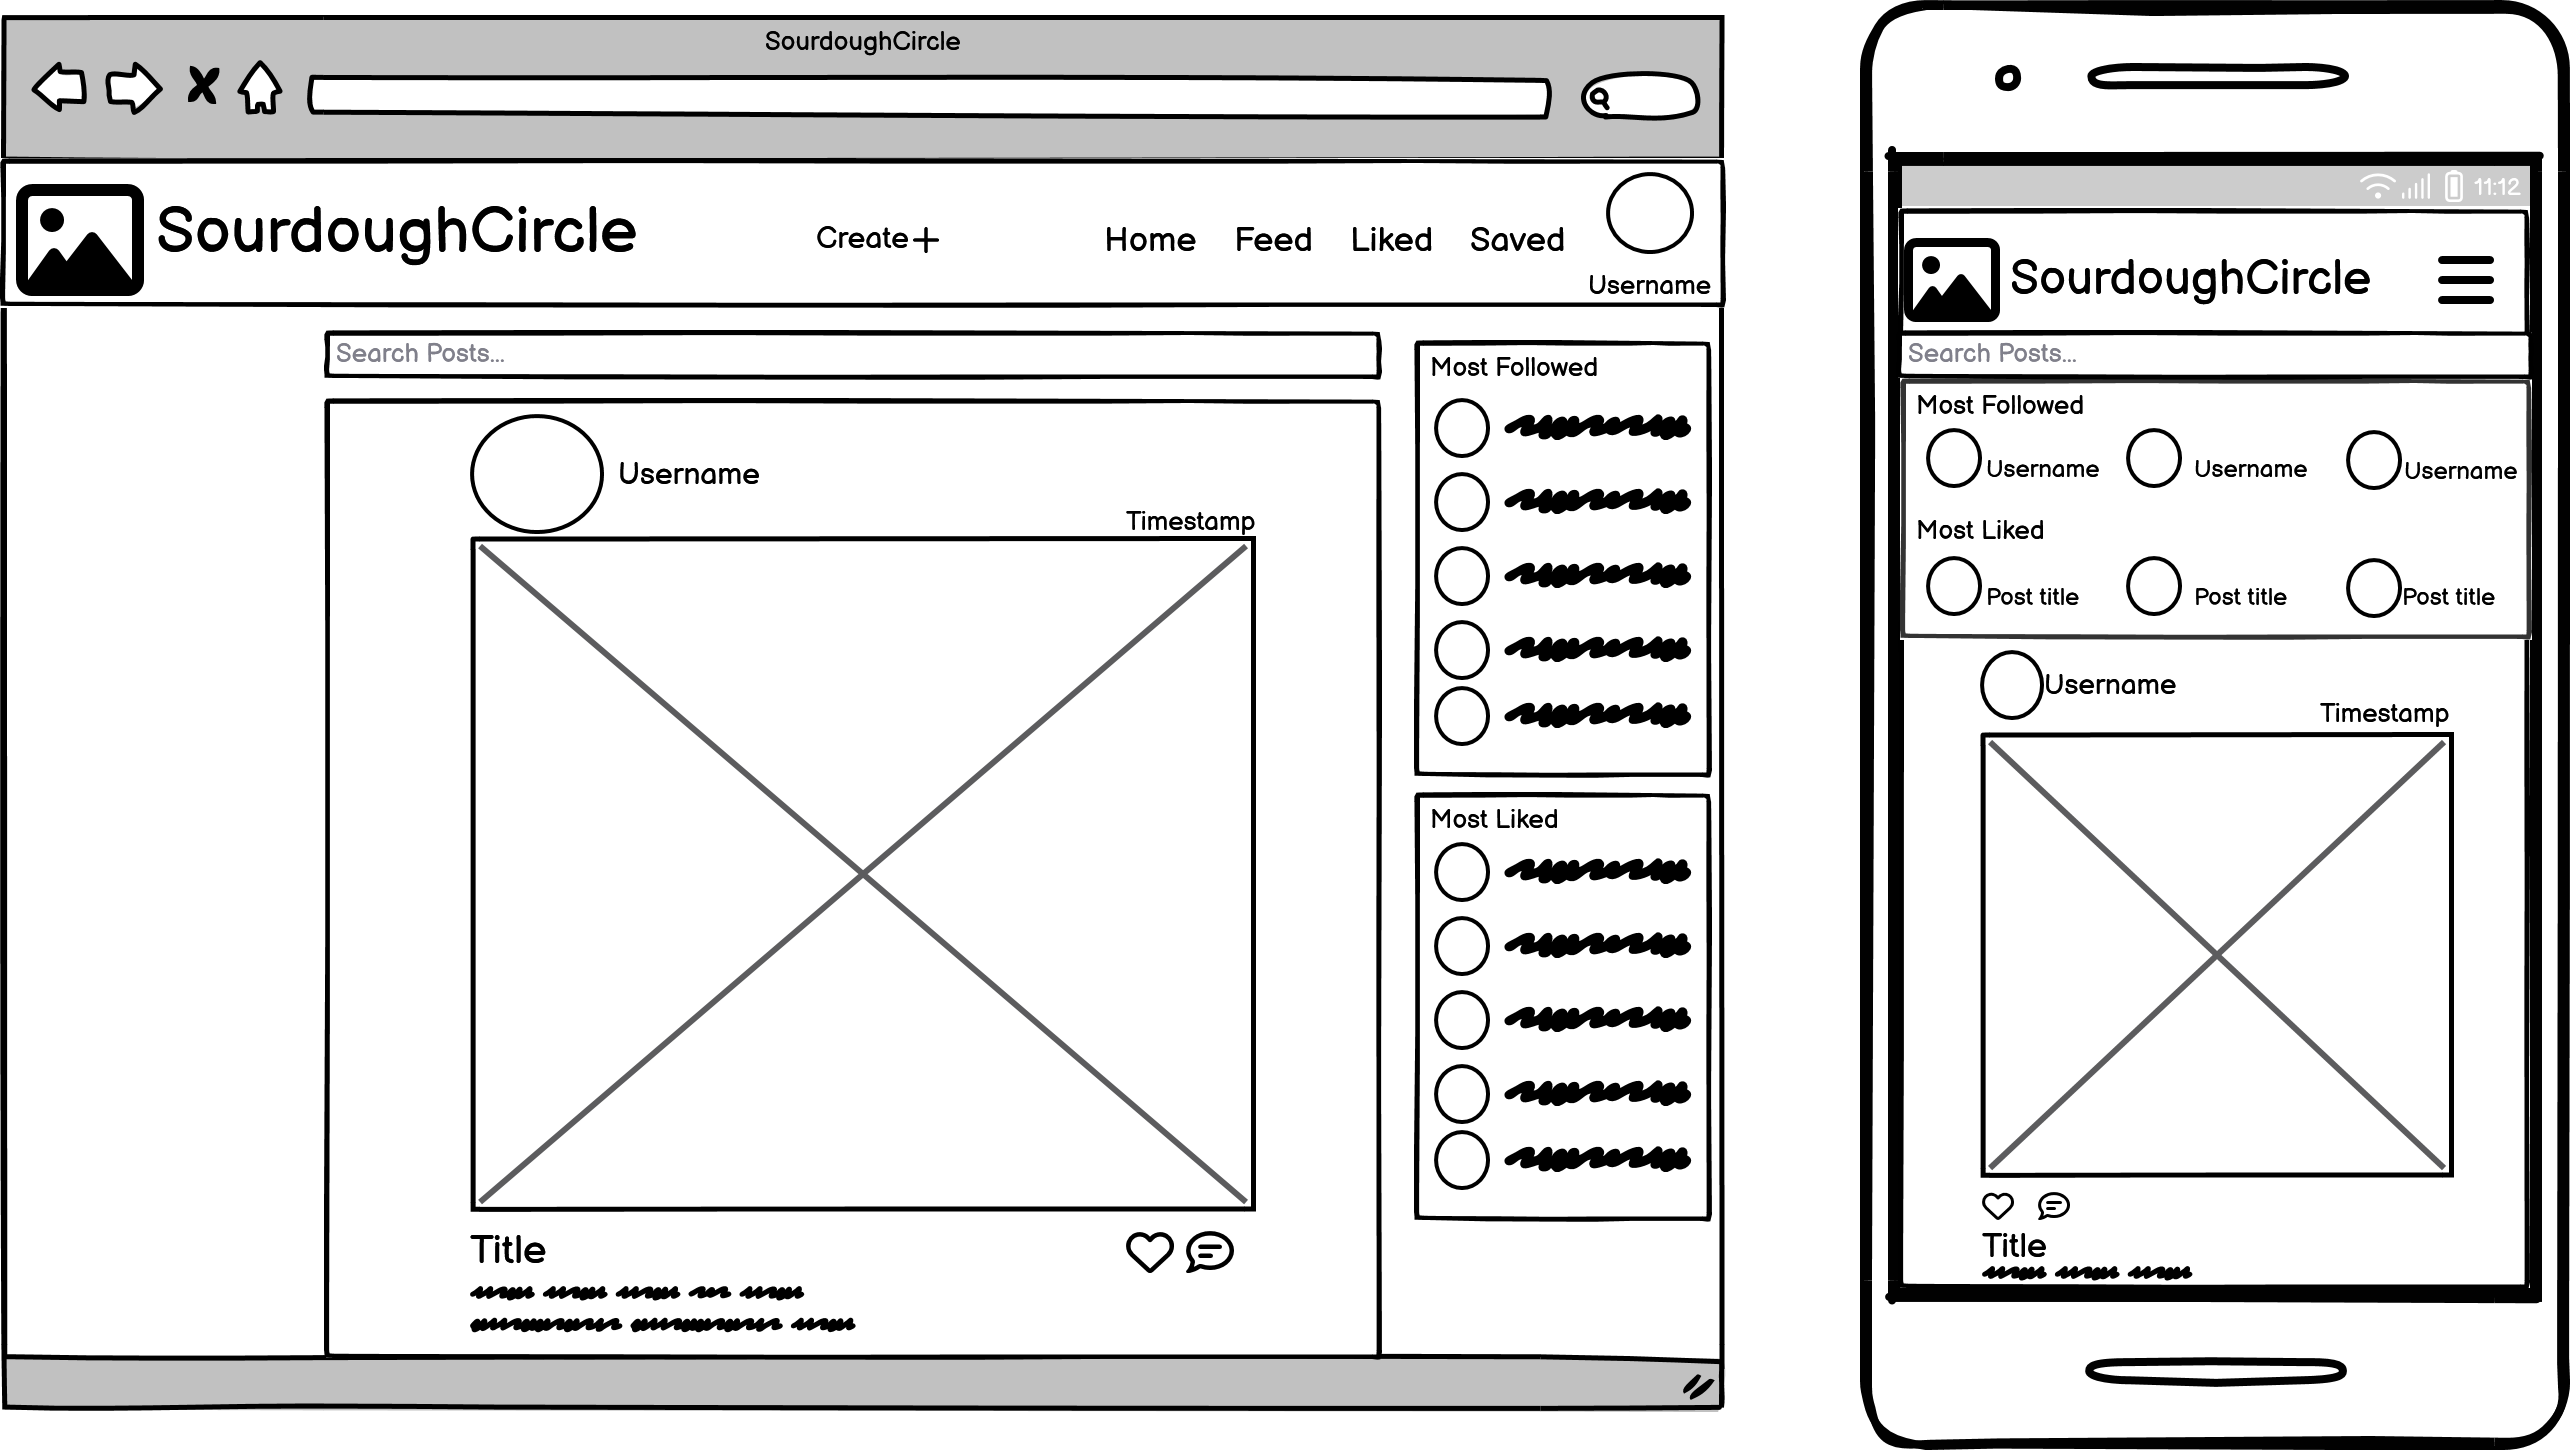 SourdoughCircle
SourdoughCircle
Create+
Home Feed Liked Saved
Username
Search Posts...
Username
Timestamp
Title
Most Followed
Most Liked
11:12
SourdoughCircle
Search Posts...
Most Followed
Username Username Username
Most Liked
Post title Post title Post title
Username
Timestamp
Title